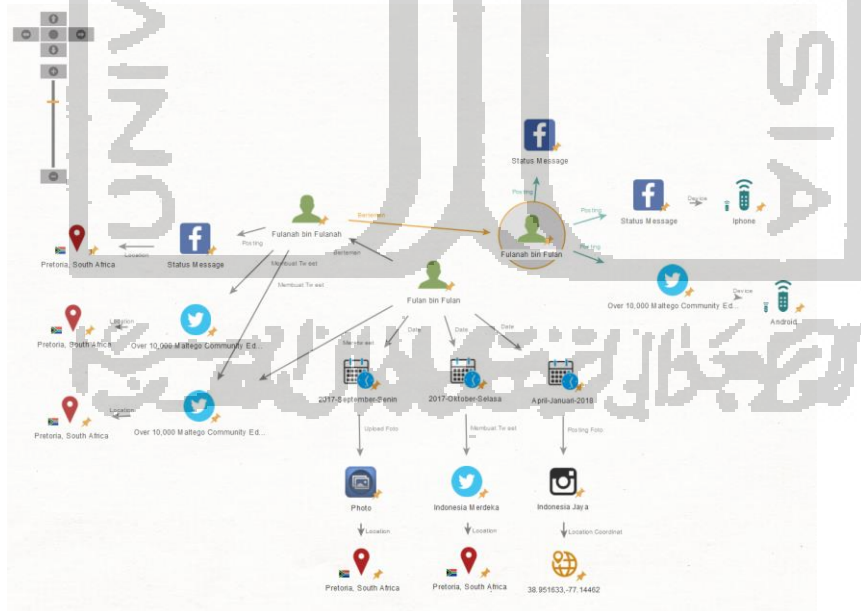 Status Message
Posting
Posting
Status Message
Device
Iphone
Fulanah bin Fulanah
Berteman
Fulanah bin Fulan
Posting
Posting
Location
Pretoria, South Africa
Status Message
Membuat Tweet
Berteman
Membuat Tweet
Fulan bin Fulan
Over 10,000 Maltego Community Ed...
Device
Android
Location
Pretoria, South Africa
Over 10,000 Maltego Community Ed...
Date
Date
Date
2017-September-Senin
2017-Oktober-Selasa
April-Januari-2018
Location
Pretoria, South Africa
Over 10,000 Maltego Community Ed...
Upload Foto
Membuat Tweet
Posting Foto
Photo
Indonesia Merdeka
Indonesia Jaya
Location
Location
Location Coordinat
Pretoria, South Africa
Pretoria, South Africa
38.951633,-77.14462